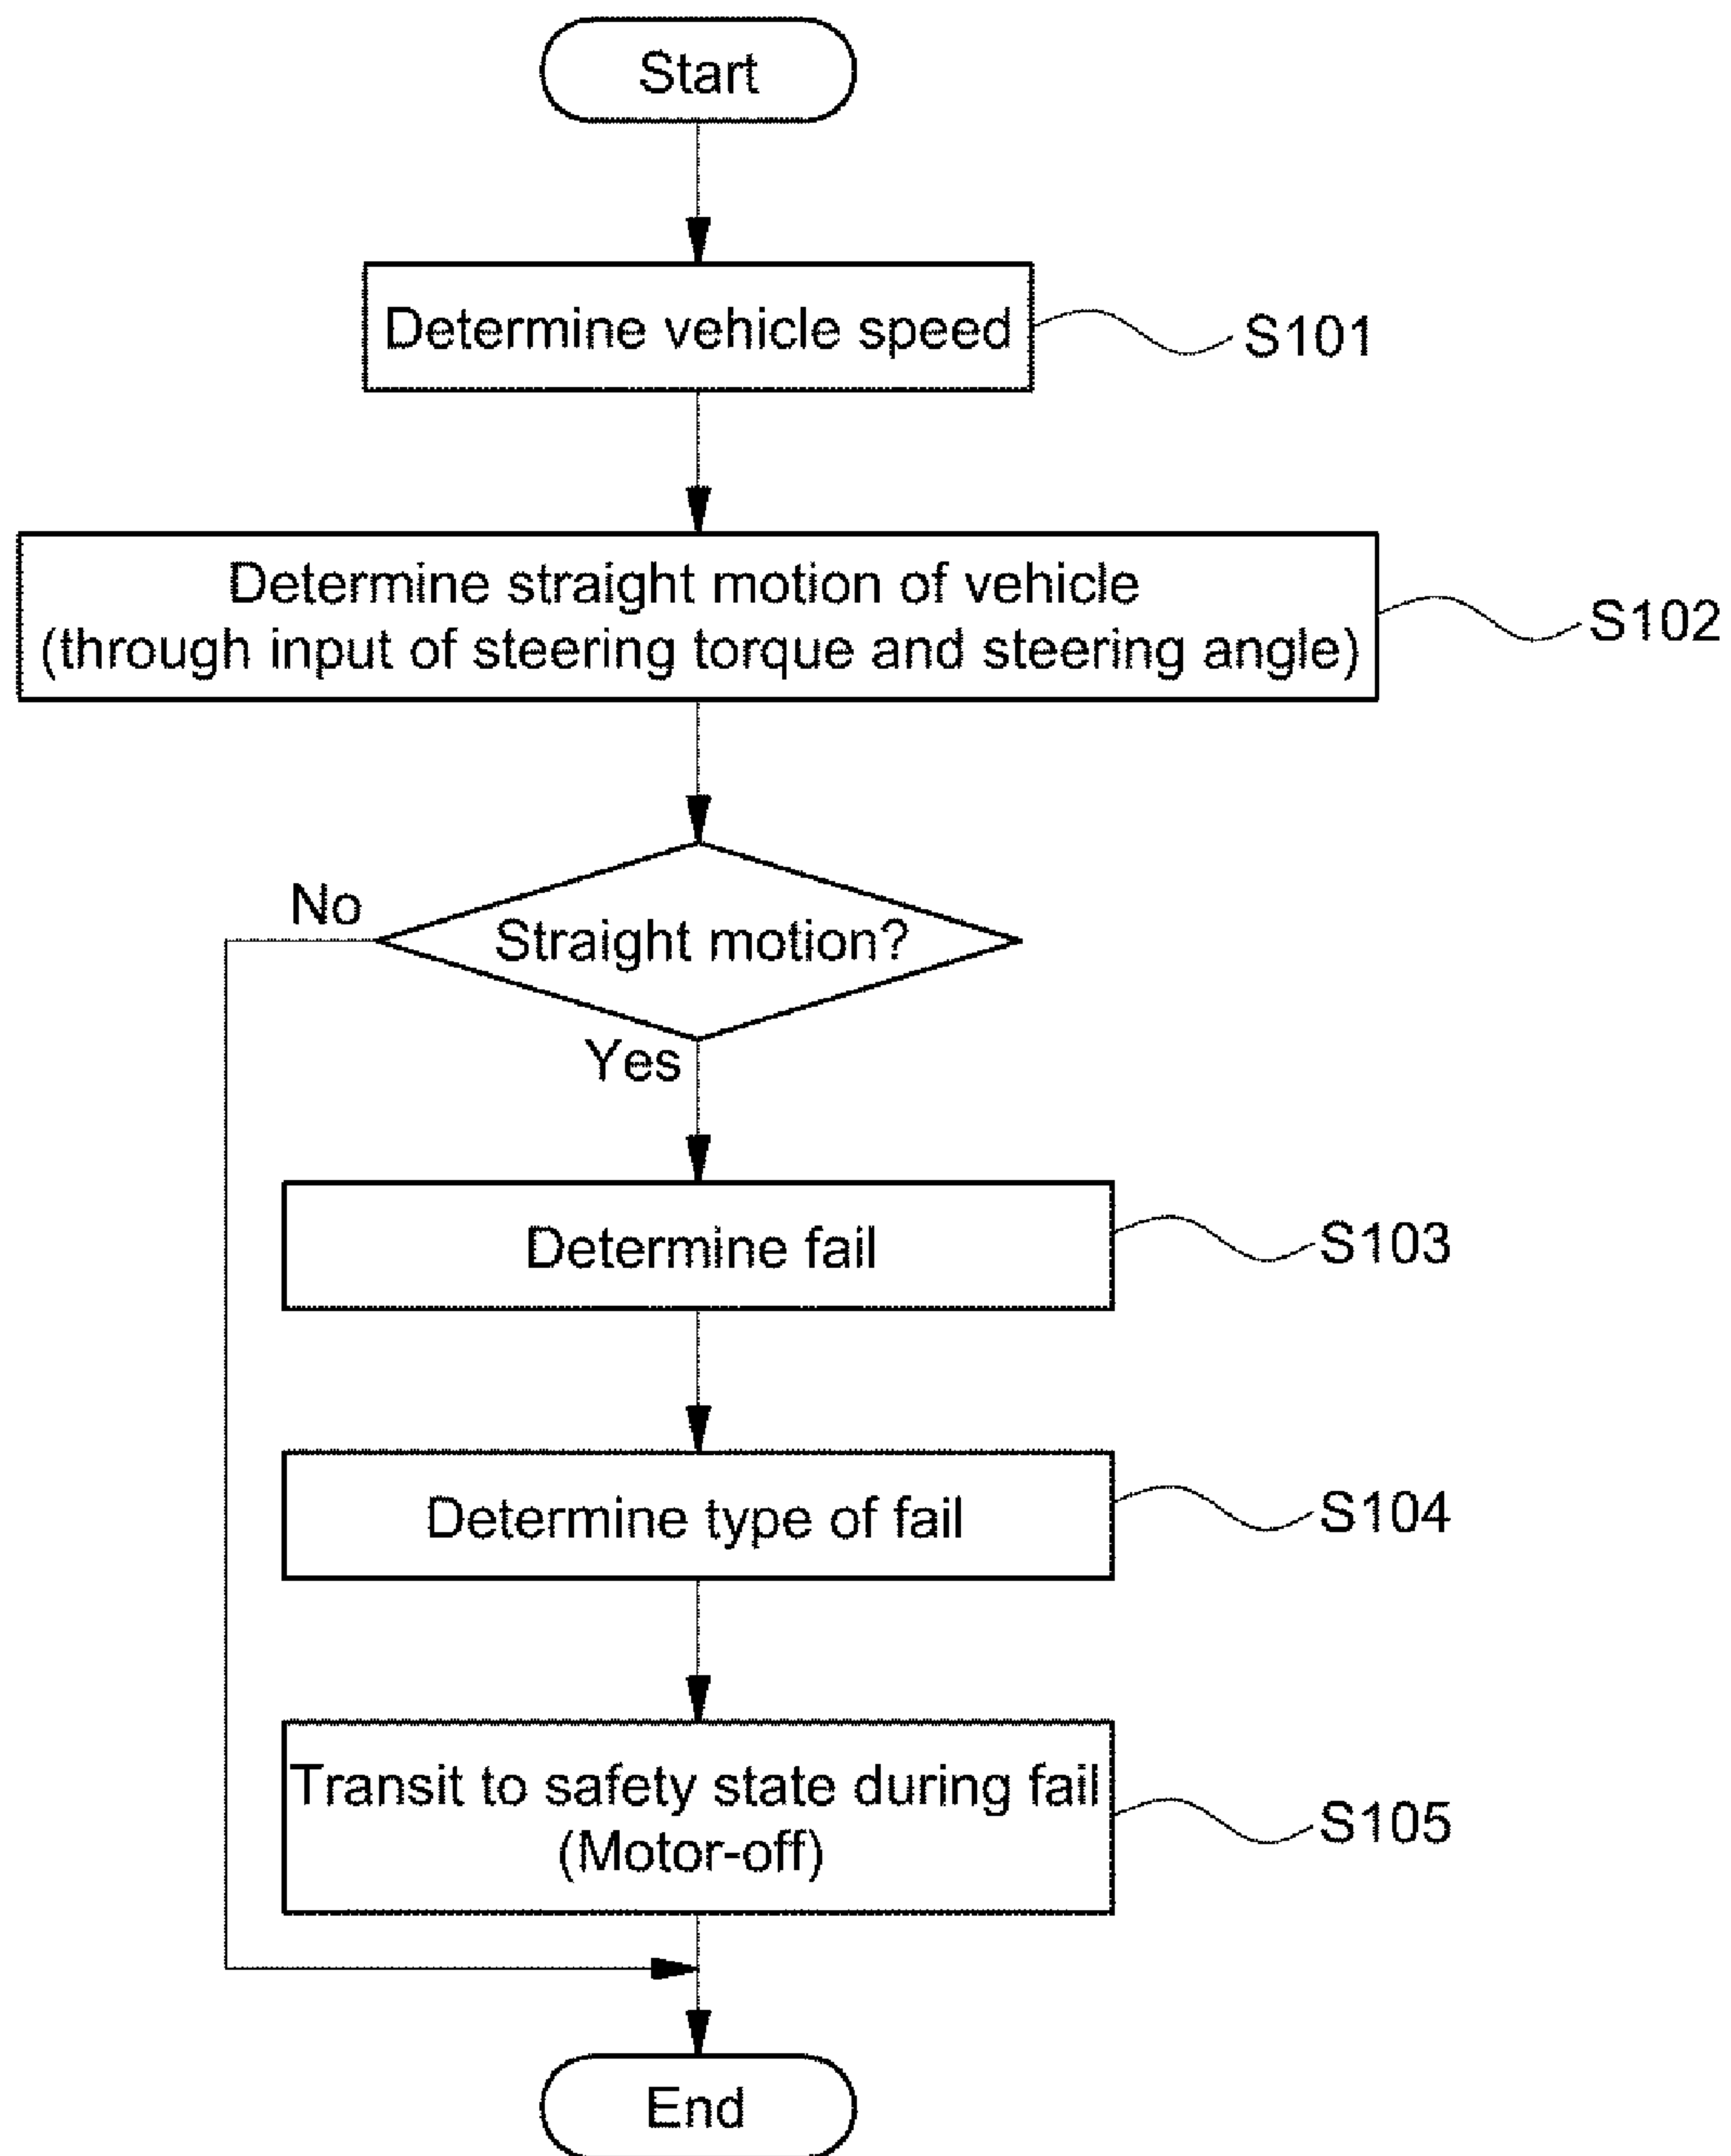 Start
Determine vehicle speed
S101
Determine straight motion of vehicle
(through input of steering torque and steering angle)
S102
No
Straight motion?
Yes
Determine fail
S103
Determine type of fail
S104
Transit to safety state during fail
(Motor-off)
S105
End